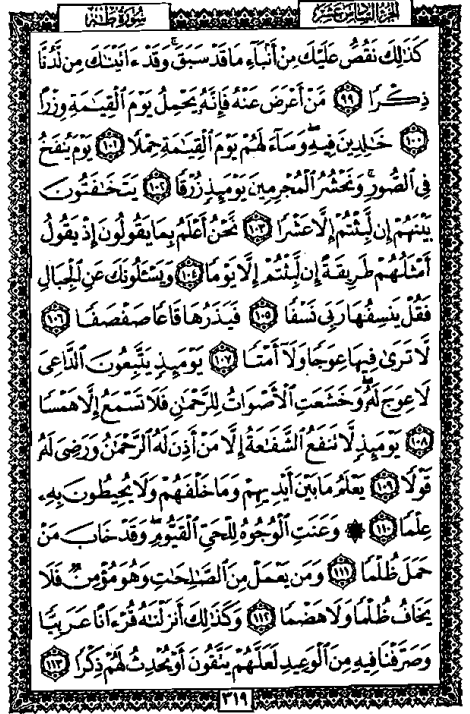 الجزء السادس عشر
سورة طه
كَذَٰلِكَ نَقُصُّ عَلَيْكَ مِنْ أَنۢبَآءِ مَا قَدْ سَبَقَ ۚ وَقَدْ ءَاتَيْنَٰكَ مِن لَّدُنَّا
ذِكْرًا ٩٩ مَّنْ أَعْرَضَ عَنْهُ فَإِنَّهُۥ يَحْمِلُ يَوْمَ ٱلْقِيَٰمَةِ وِزْرًا
١٠٠ خَٰلِدِينَ فِيهِ ۖ وَسَآءَ لَهُمْ يَوْمَ ٱلْقِيَٰمَةِ حِمْلًا ١٠١ يَوْمَ يُنفَخُ
فِى ٱلصُّورِ ۚ وَنَحْشُرُ ٱلْمُجْرِمِينَ يَوْمَئِذٍ زُرْقًا ١٠٢ يَتَخَٰفَتُونَ
بَيْنَهُمْ إِن لَّبِثْتُمْ إِلَّا عَشْرًا ١٠٣ نَّحْنُ أَعْلَمُ بِمَا يَقُولُونَ إِذْ يَقُولُ
أَمْثَلُهُمْ طَرِيقَةً إِن لَّبِثْتُمْ إِلَّا يَوْمًا ١٠٤ وَيَسْـَٔلُونَكَ عَنِ ٱلْجِبَالِ
فَقُلْ يَنسِفُهَا رَبِّى نَسْفًا ١٠٥ فَيَذَرُهَا قَاعًا صَفْصَفًا ١٠٦
لَّا تَرَىٰ فِيهَا عِوَجًا وَلَآ أَمْتًا ١٠٧ يَوْمَئِذٍ يَتَّبِعُونَ ٱلدَّاعِىَ
لَا عِوَجَ لَهُۥ ۖ وَخَشَعَتِ ٱلْأَصْوَاتُ لِلرَّحْمَٰنِ فَلَا تَسْمَعُ إِلَّا هَمْسًا
١٠٨ يَوْمَئِذٍ لَّا تَنفَعُ ٱلشَّفَٰعَةُ إِلَّا مَنْ أَذِنَ لَهُ ٱلرَّحْمَٰنُ وَرَضِىَ لَهُۥ
قَوْلًا ١٠٩ يَعْلَمُ مَا بَيْنَ أَيْدِيهِمْ وَمَا خَلْفَهُمْ وَلَا يُحِيطُونَ بِهِۦ
عِلْمًا ١١٠ ۞ وَعَنَتِ ٱلْوُجُوهُ لِلْحَىِّ ٱلْقَيُّومِ ۖ وَقَدْ خَابَ مَنْ
حَمَلَ ظُلْمًا ١١١ وَمَن يَعْمَلْ مِنَ ٱلصَّٰلِحَٰتِ وَهُوَ مُؤْمِنٌ فَلَا
يَخَافُ ظُلْمًا وَلَا هَضْمًا ١١٢ وَكَذَٰلِكَ أَنزَلْنَٰهُ قُرْءَانًا عَرَبِيًّا
وَصَرَّفْنَا فِيهِ مِنَ ٱلْوَعِيدِ لَعَلَّهُمْ يَتَّقُونَ أَوْ يُحْدِثُ لَهُمْ ذِكْرًا ١١٣
٣١٩